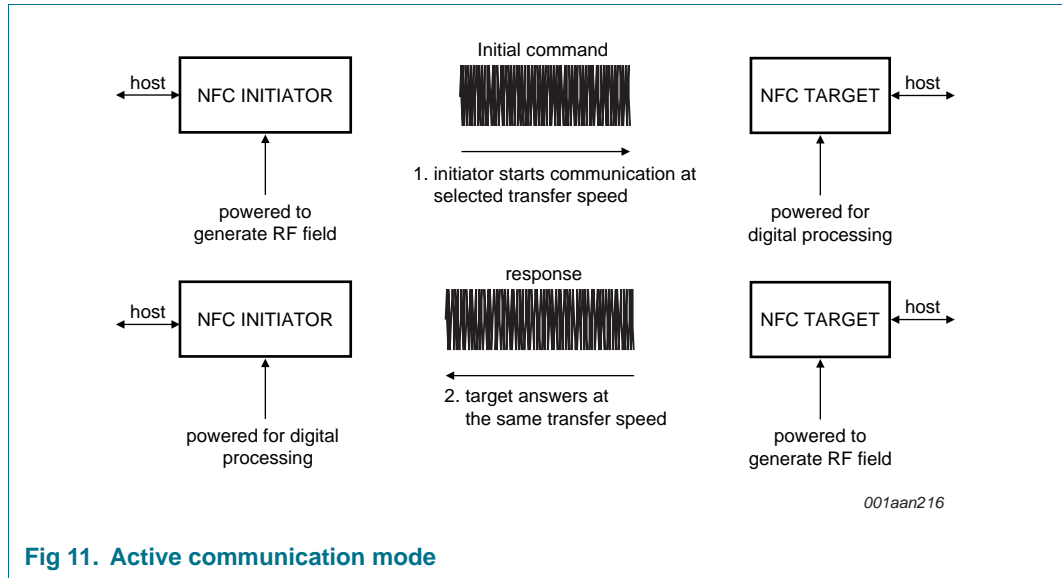 Initial command
host
NFC INITIATOR
NFC TARGET
host
1. initiator starts communication at
selected transfer speed
powered to
generate RF field
powered for
digital processing
response
host
NFC INITIATOR
NFC TARGET
host
2. target answers at
the same transfer speed
powered for digital
processing
powered to
generate RF field
001aan216
Fig 11. Active communication mode